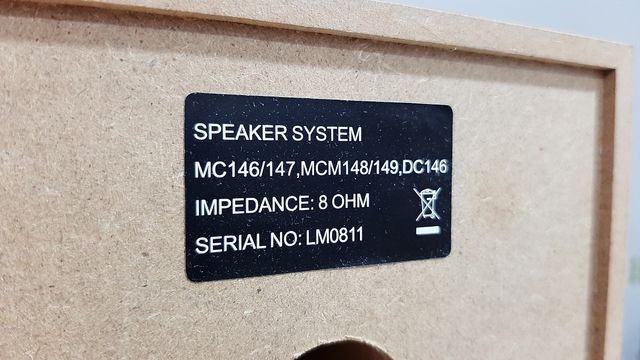 SPEAKER SYSTEM
MC146/147,MCM148/149,DC146
IMPEDANCE: 8 OHM
SERIAL NO: LM0811